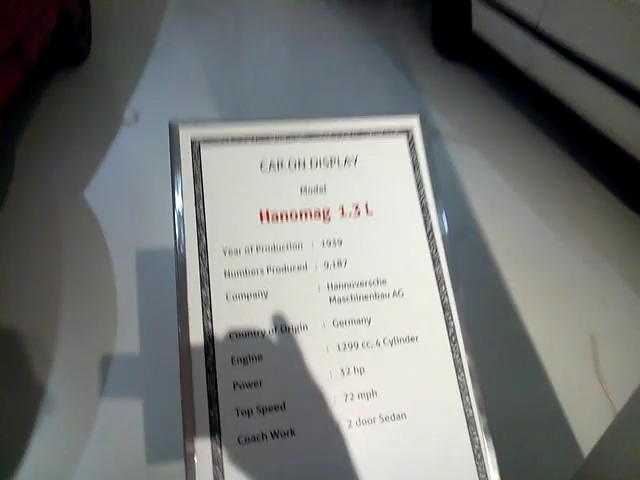 CAR ON DISPLAY
Model
Hanomag 1.3 L
Year of Production : 1939
Numbers Produced : 9,187
Company : Hannoversche
Maschinenbau AG
Country of Origin : Germany
Engine : 1299 cc, 4 Cylinder
Power : 32 hp
Top Speed : 72 mph
Coach Work : 2 door Sedan